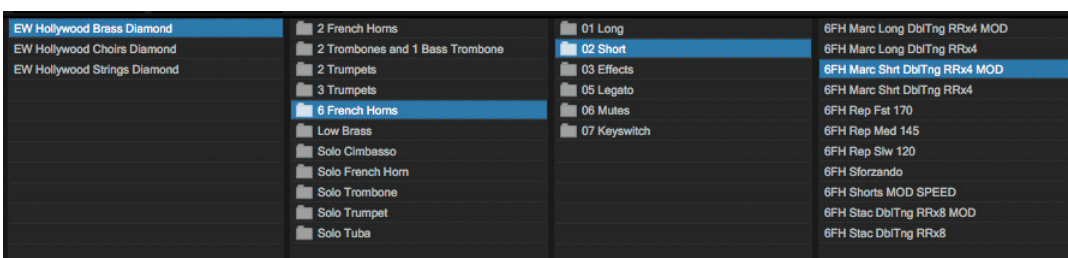 EW Hollywood Brass Diamond
EW Hollywood Choirs Diamond
EW Hollywood Strings Diamond
2 French Horns
2 Trombones and 1 Bass Trombone
2 Trumpets
3 Trumpets
6 French Horns
Low Brass
Solo Cimbasso
Solo French Horn
Solo Trombone
Solo Trumpet
Solo Tuba
01 Long
02 Short
03 Effects
05 Legato
06 Mutes
07 Keyswitch
6FH Marc Long DblTng RRx4 MOD
6FH Marc Long DblTng RRx4
6FH Marc Shrt DblTng RRx4 MOD
6FH Marc Shrt DblTng RRx4
6FH Rep Fst 170
6FH Rep Med 145
6FH Rep Slw 120
6FH Sforzando
6FH Shorts MOD SPEED
6FH Stac DblTng RRx8 MOD
6FH Stac DblTng RRx8